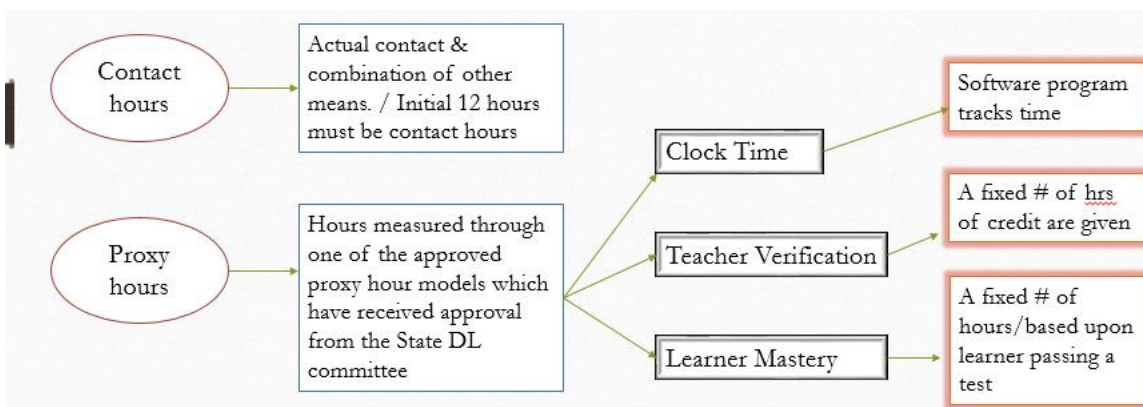 Contact
hours
Actual contact &
combination of other
means. / Initial 12 hours
must be contact hours
Proxy
hours
Hours measured through
one of the approved
proxy hour models which
have received approval
from the State DL
committee
Clock Time
Software program
tracks time
Teacher Verification
A fixed # of hrs
of credit are given
Learner Mastery
A fixed # of
hours/based upon
learner passing a
test